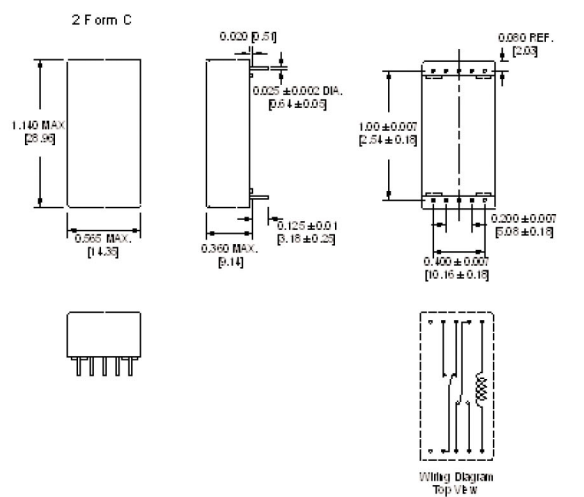 2 Form C
0.020 [0.51]
0.025 ±0.002 DIA.
[0.64 ±0.05]
0.080 REF.
[2.03]
1.140 MAX
[28.96]
1.00 ±0.007
[2.54 ±0.18]
0.565 MAX.
[14.35]
0.360 MAX.
[9.14]
0.125 ±0.01
[3.18 ±0.25]
0.200 ±0.007
[5.08 ±0.18]
0.400 ±0.007
[10.16 ±0.18]
Wiring Diagram
Top View